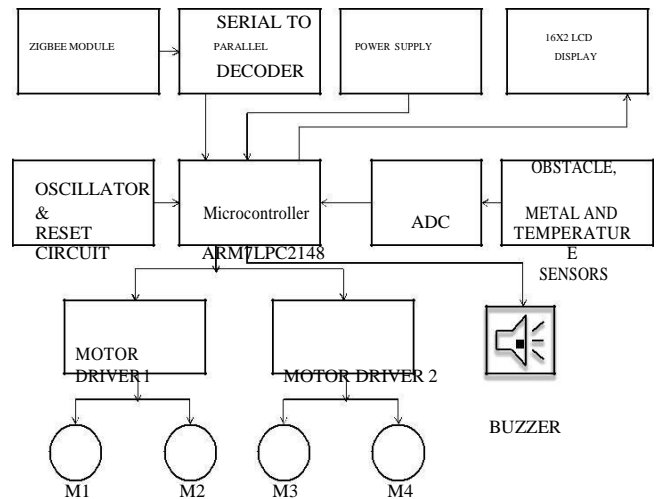 ZIGBEE MODULE
SERIAL TO
PARALLEL
DECODER
POWER SUPPLY
16X2 LCD
DISPLAY
OSCILLATOR
&
RESET
CIRCUIT
Microcontroller
ARM7LPC2148
ADC
OBSTACLE,
METAL AND
TEMPERATUR
E
SENSORS
MOTOR
DRIVER1
MOTOR DRIVER 2
BUZZER
M1
M2
M3
M4